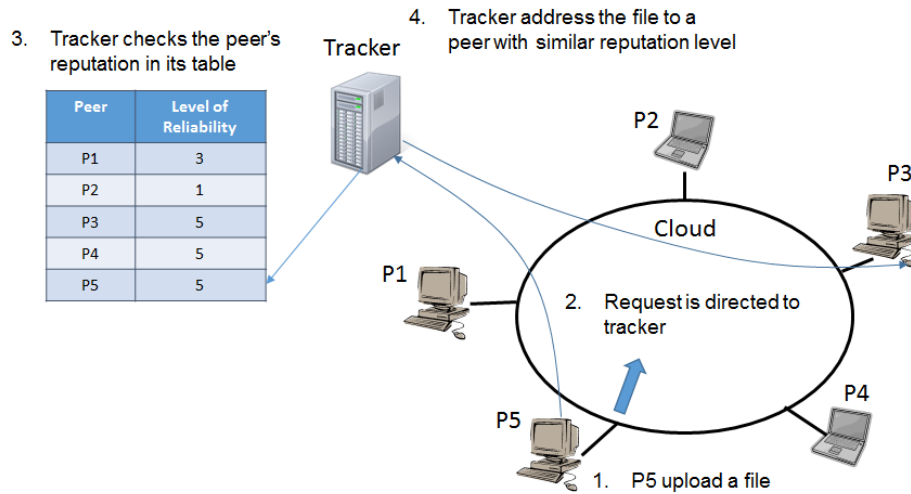 3. Tracker checks the peer's
reputation in its table
4. Tracker address the file to a
peer with similar reputation level
Tracker
Peer Level of Reliability
P1 3
P2 1
P3 5
P4 5
P5 5
P2
P3
Cloud
P1
2. Request is directed to
tracker
P4
P5
1. P5 upload a file